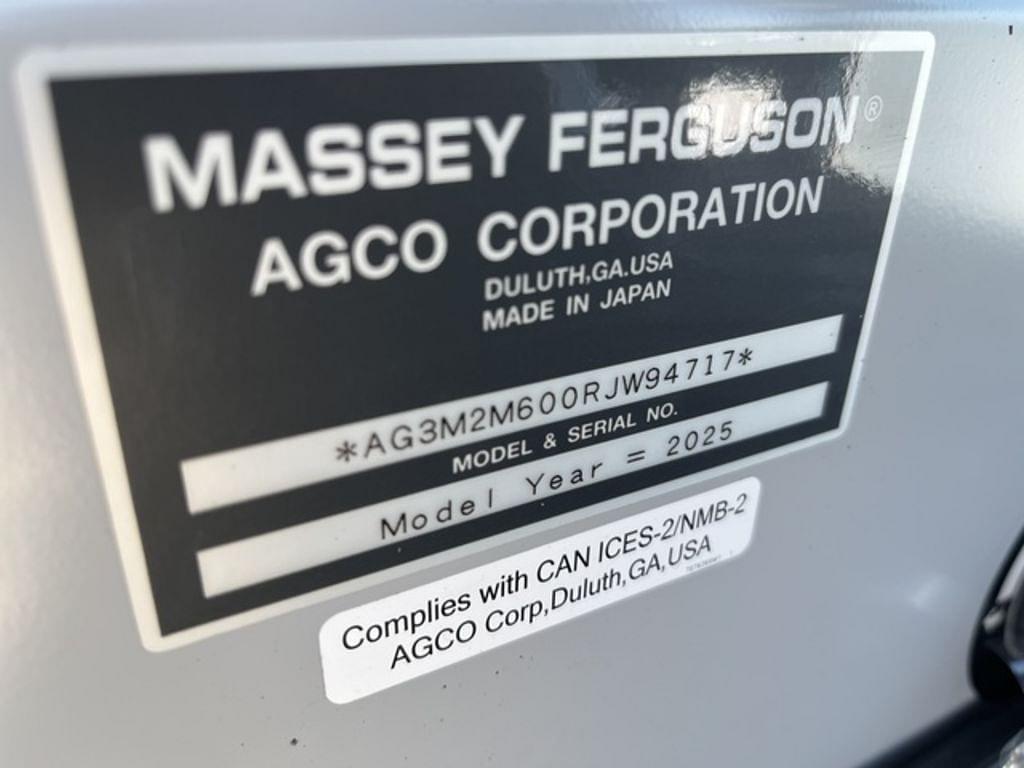 MASSEY FERGUSON®
AGCO CORPORATION
DULUTH,GA.USA
MADE IN JAPAN
*AG3M2M600RJW94717*
MODEL & SERIAL NO.
Model Year = 2025
Complies with CAN ICES-2/NMB-2
AGCO Corp,Duluth,GA,USA